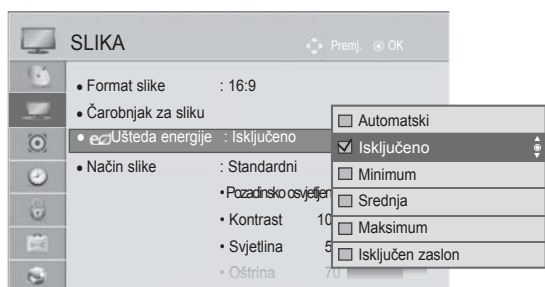 SLIKA
Premj. OK
• Format slike : 16:9
• Čarobnjak za sliku
• Ušteda energije : Isključeno
• Način slike : Standardni
• Pozadinsko osvjetljen
• Kontrast 10
• Svjetlina 5
• Oštrina 70
Automatski
Isključeno
Minimum
Srednja
Maksimum
Isključen zaslon